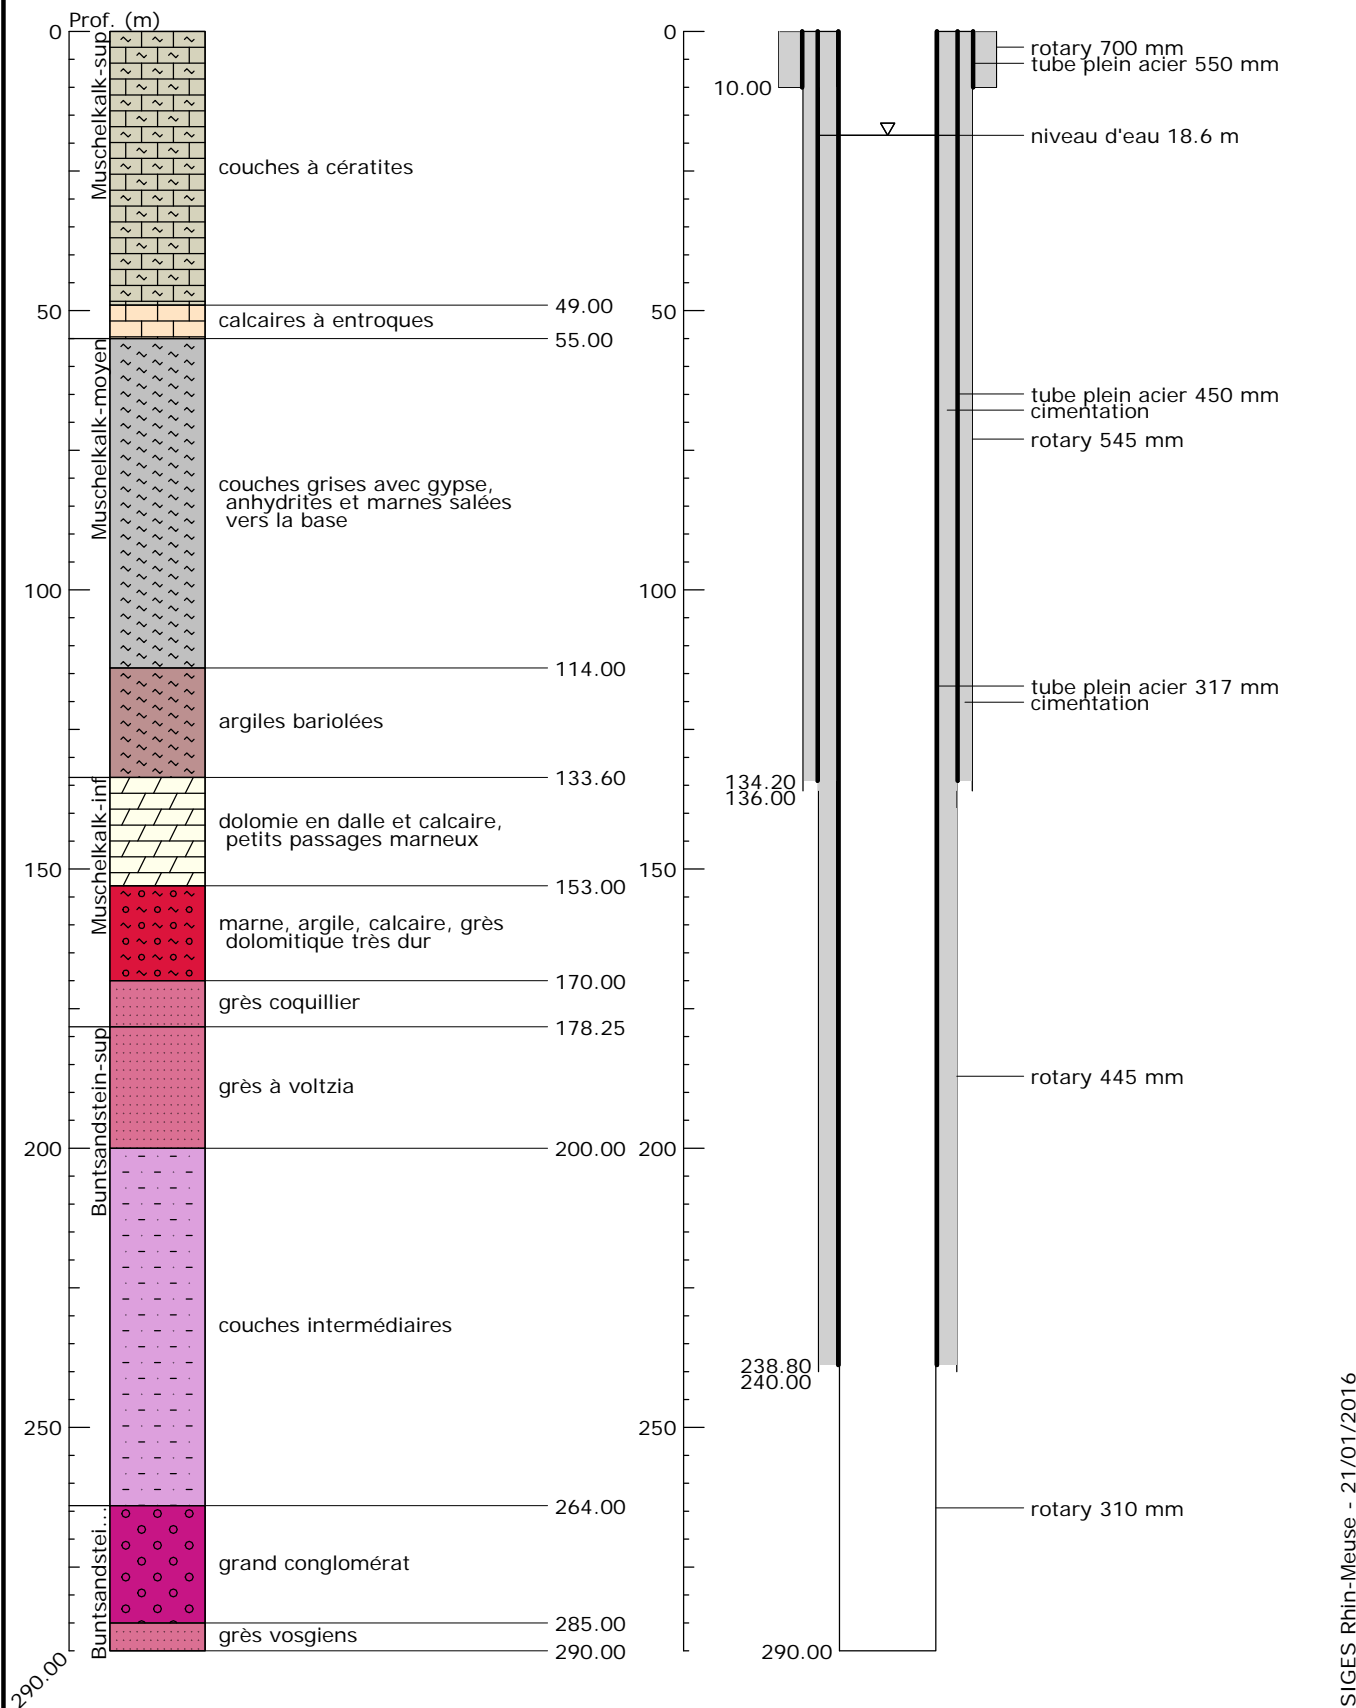 Prof. (m)
0
50
100
150
200
250
290.00
Muschelkalk-sup
Muschelkalk-moyen
Muschelkalk-inf
Buntsandstein-sup
Buntsandstei...
couches à cératites
49.00
calcaires à entroques
55.00
couches grises avec gypse,
anhydrites et marnes salées
vers la base
114.00
argiles bariolées
133.60
dolomie en dalle et calcaire,
petits passages marneux
153.00
marne, argile, calcaire, grès
dolomitique très dur
170.00
grès coquillier
178.25
grès à voltzia
200.00
couches intermédiaires
264.00
grand conglomérat
285.00
grès vosgiens
290.00
0
50
100
150
200
250
10.00
134.20
136.00
238.80
240.00
290.00
rotary 700 mm
tube plein acier 550 mm
niveau d'eau 18.6 m
tube plein acier 450 mm
cimentation
rotary 545 mm
tube plein acier 317 mm
cimentation
rotary 445 mm
rotary 310 mm
SIGES Rhin-Meuse - 21/01/2016